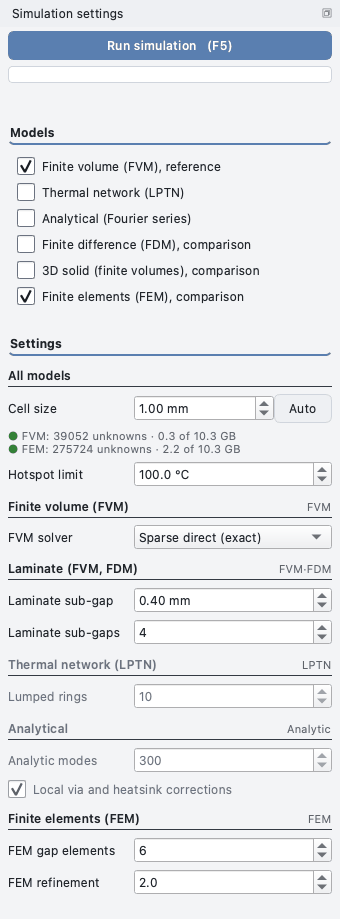 Simulation settings
Run simulation (F5)
Models
Finite volume (FVM), reference
Thermal network (LPTN)
Analytical (Fourier series)
Finite difference (FDM), comparison
3D solid (finite volumes), comparison
Finite elements (FEM), comparison
Settings
All models
Cell size 1.00 mm Auto
FVM: 39052 unknowns · 0.3 of 10.3 GB
FEM: 275724 unknowns · 2.2 of 10.3 GB
Hotspot limit 100.0 °C
Finite volume (FVM) FVM
FVM solver Sparse direct (exact)
Laminate (FVM, FDM) FVM·FDM
Laminate sub-gap 0.40 mm
Laminate sub-gaps 4
Thermal network (LPTN) LPTN
Lumped rings 10
Analytical Analytic
Analytic modes 300
Local via and heatsink corrections
Finite elements (FEM) FEM
FEM gap elements 6
FEM refinement 2.0